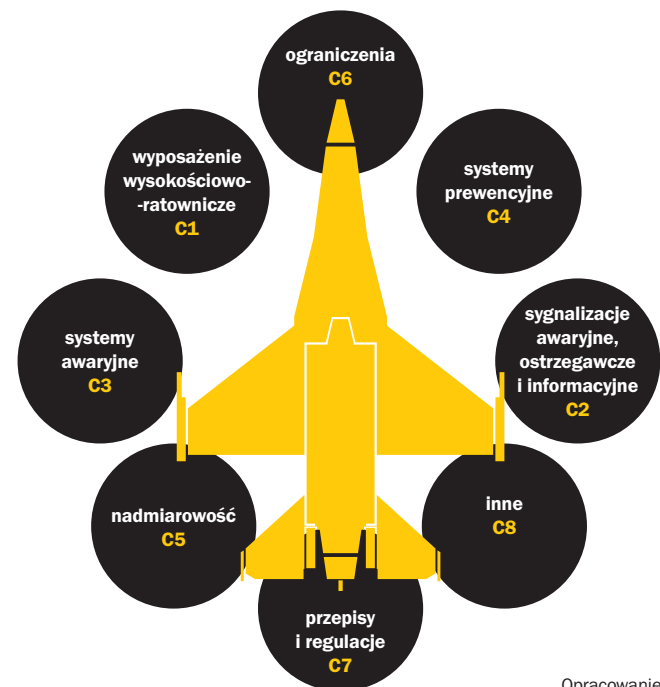 ograniczenia
C6
wyposażenie
wysokościowo-
-ratownicze
C1
systemy
prewencyjne
C4
systemy
awaryjne
C3
sygnalizacje
awaryjne,
ostrzegawcze
i informacyjne
C2
nadmiarowość
C5
inne
C8
przepisy
i regulacje
C7
Opracowanie